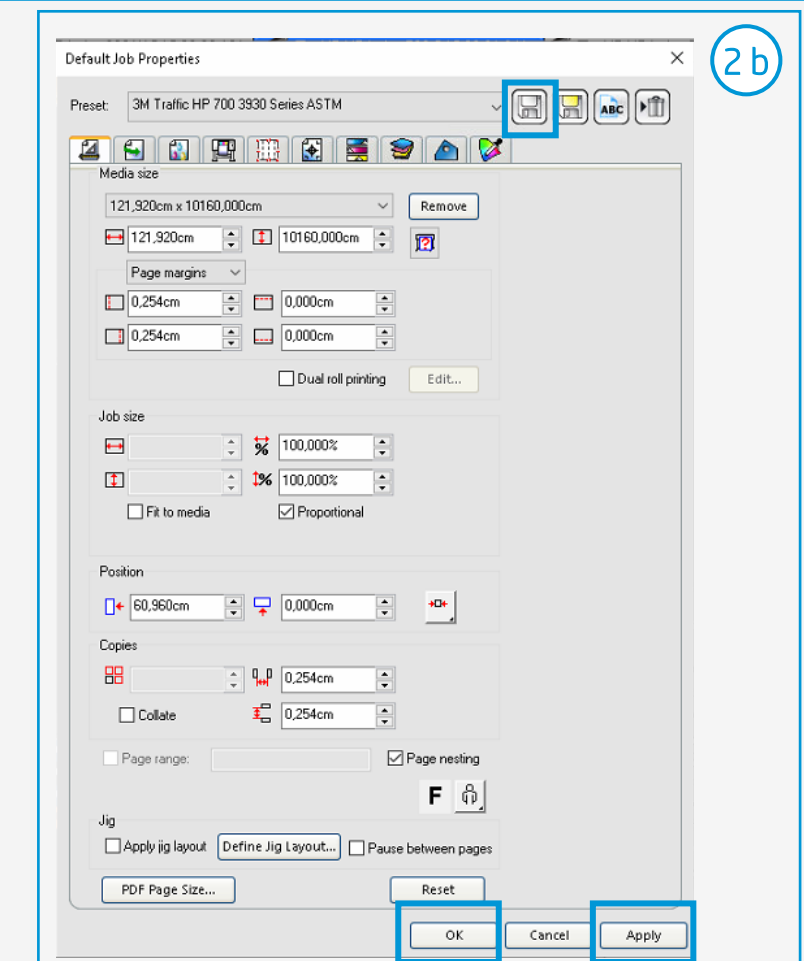 2b
Default Job Properties
Preset: 3M Traffic HP 700 3930 Series ASTM
ABC
Media size
121,920cm x 10160,000cm Remove
121,920cm 10160,000cm
Page margins
0,254cm 0,000cm
0,254cm 0,000cm
Dual roll printing Edit...
Job size
% 100,000%
% 100,000%
Fit to media Proportional
Position
60,960cm 0,000cm
Copies
0,254cm
Collate 0,254cm
Page range: Page nesting
F
Jig
Apply jig layout Define Jig Layout... Pause between pages
PDF Page Size... Reset
OK Cancel Apply